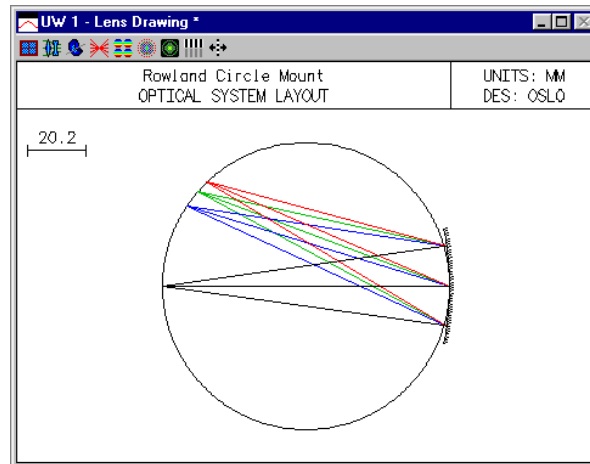 UW 1 - Lens Drawing *
Rowland Circle Mount
OPTICAL SYSTEM LAYOUT
UNITS: MM
DES: OSLO
20.2